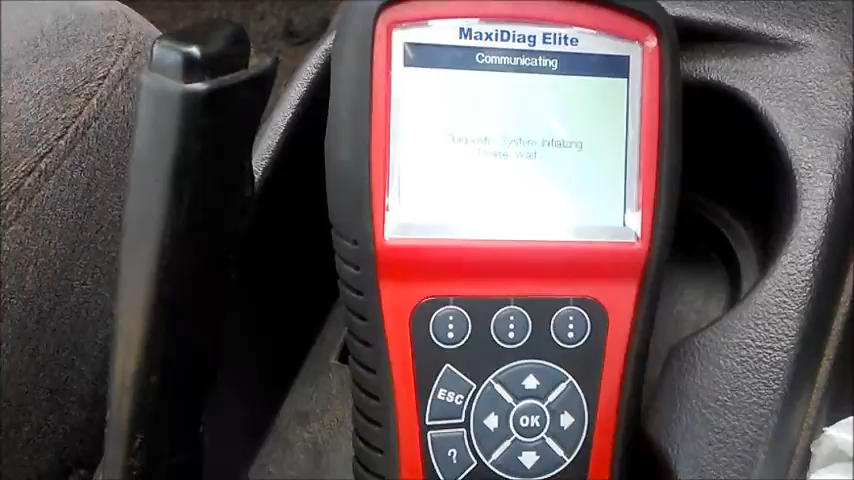 MaxiDiag Elite
Communicating
Diagnostic System Initializing
Please Wait
ESC
OK
?